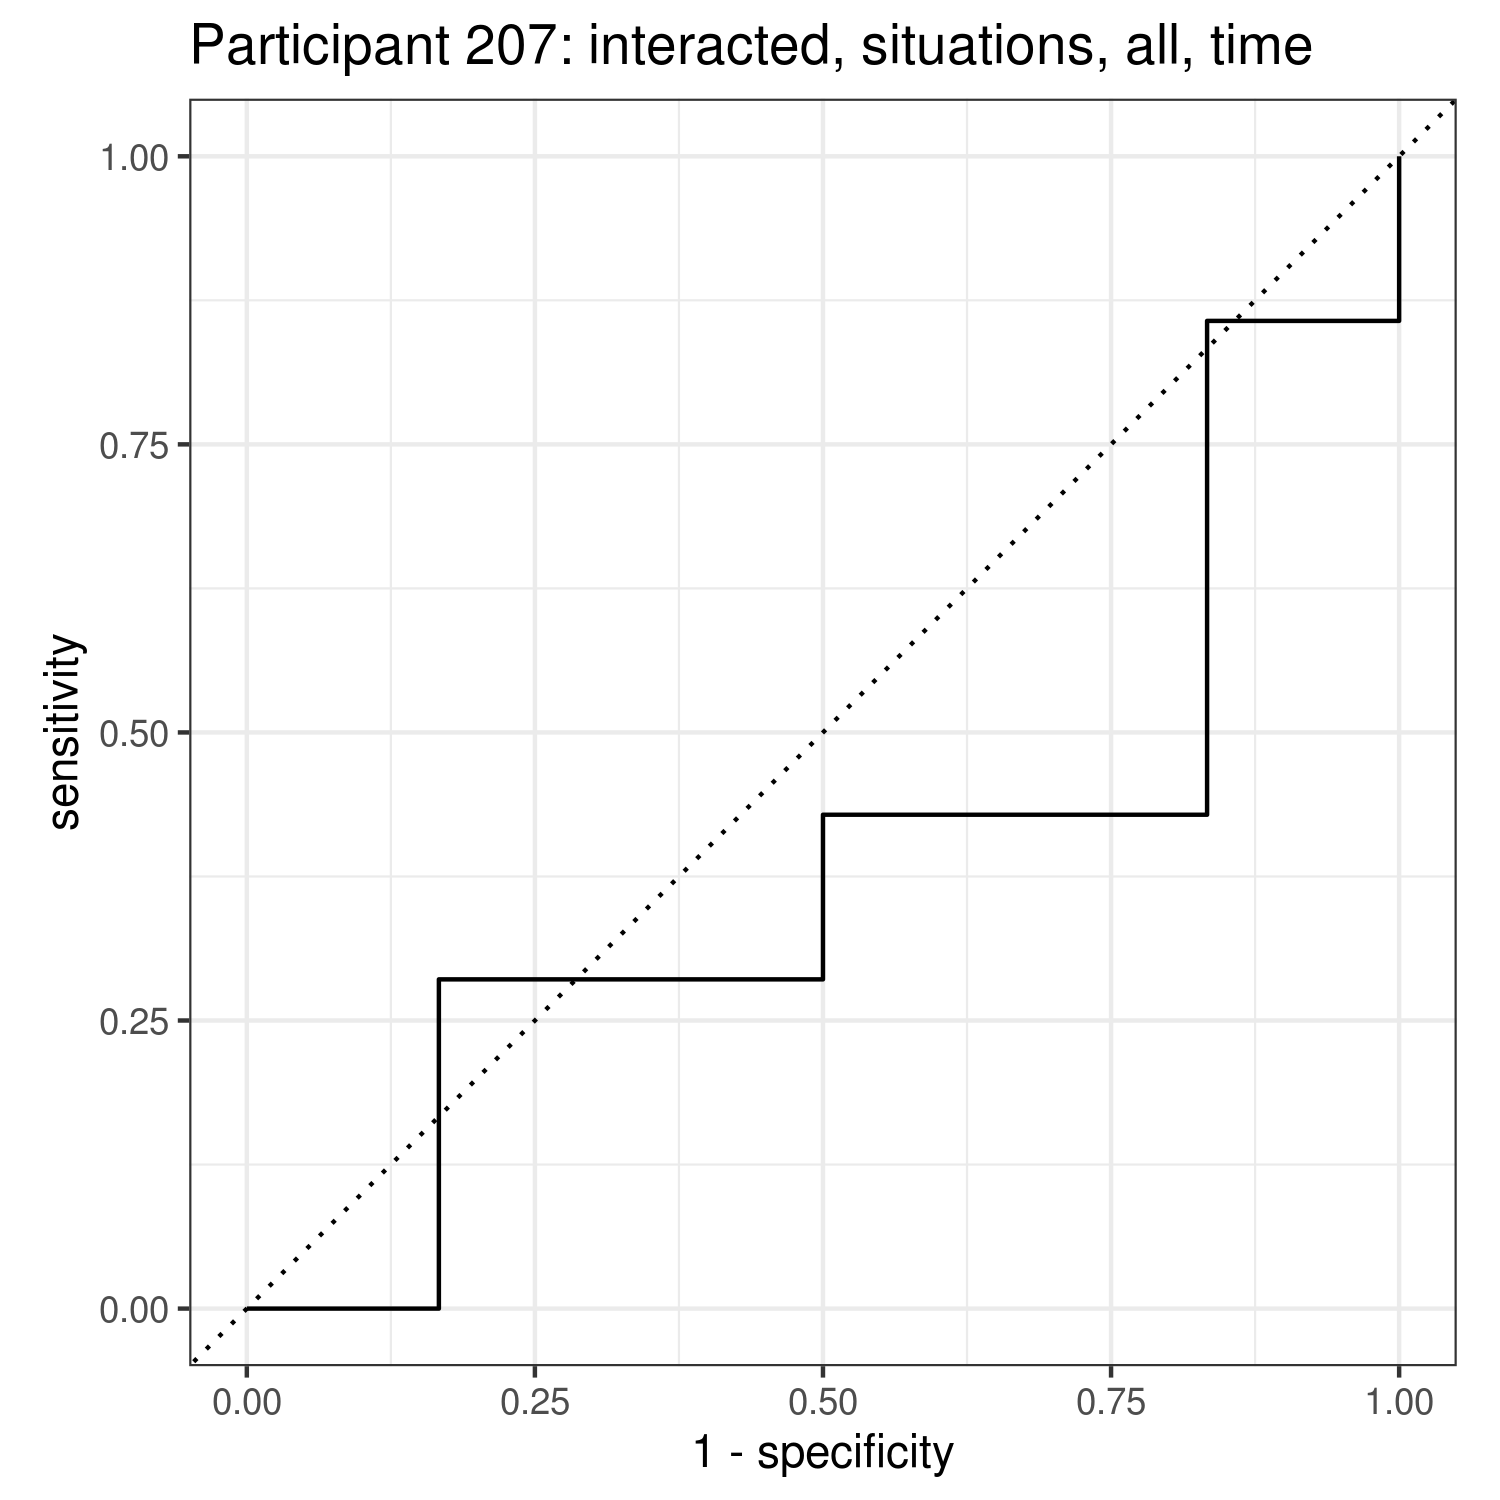 Participant 207: interacted, situations, all, time
1.00
0.75
0.50
0.25
0.00
sensitivity
0.00 0.25 0.50 0.75 1.00
1 - specificity